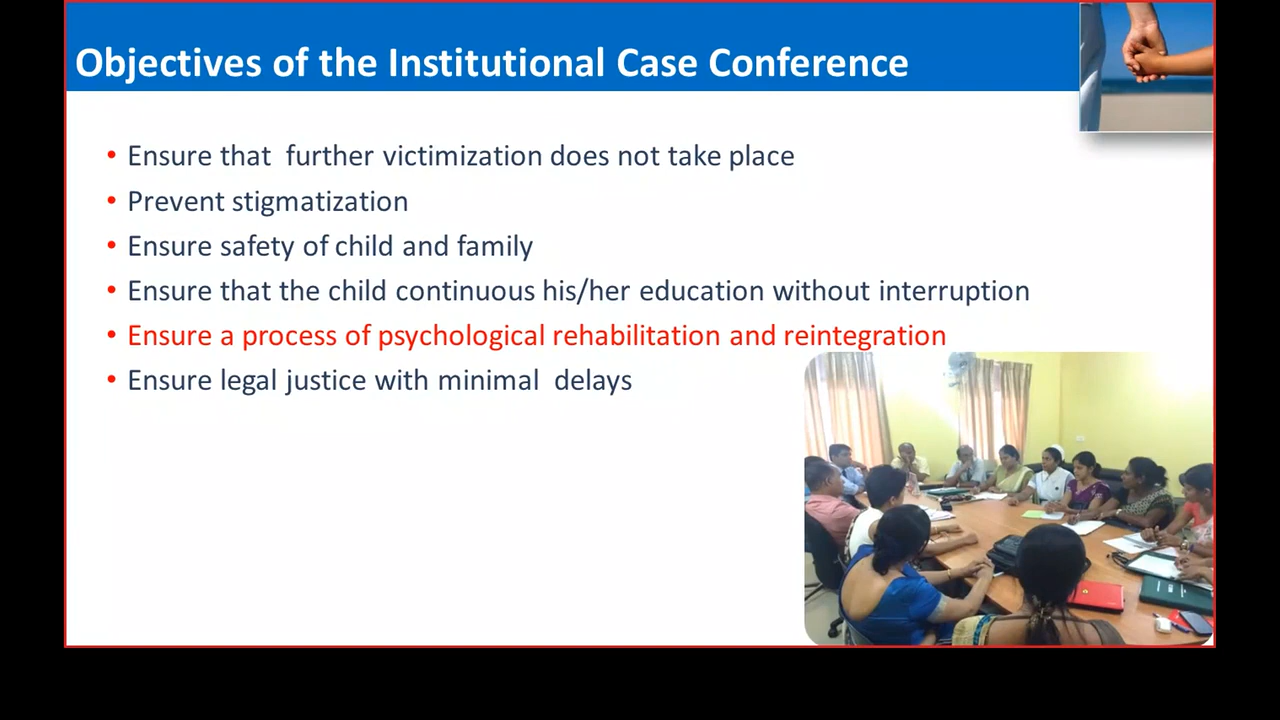 Objectives of the Institutional Case Conference
• Ensure that  further victimization does not take place
• Prevent stigmatization
• Ensure safety of child and family
• Ensure that the child continuous his/her education without interruption
• Ensure a process of psychological rehabilitation and reintegration
• Ensure legal justice with minimal  delays